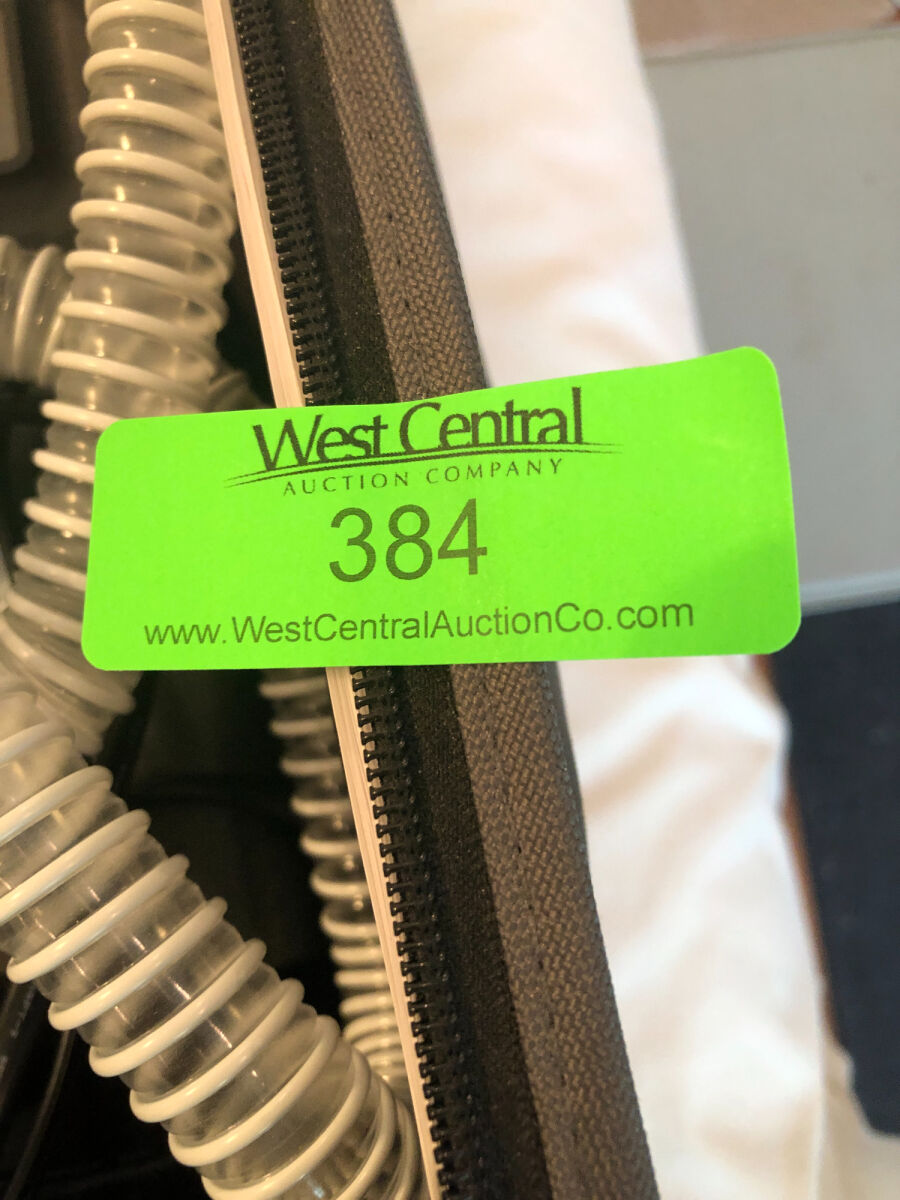 West Central
AUCTION COMPANY
384
www.WestCentralAuctionCo.com